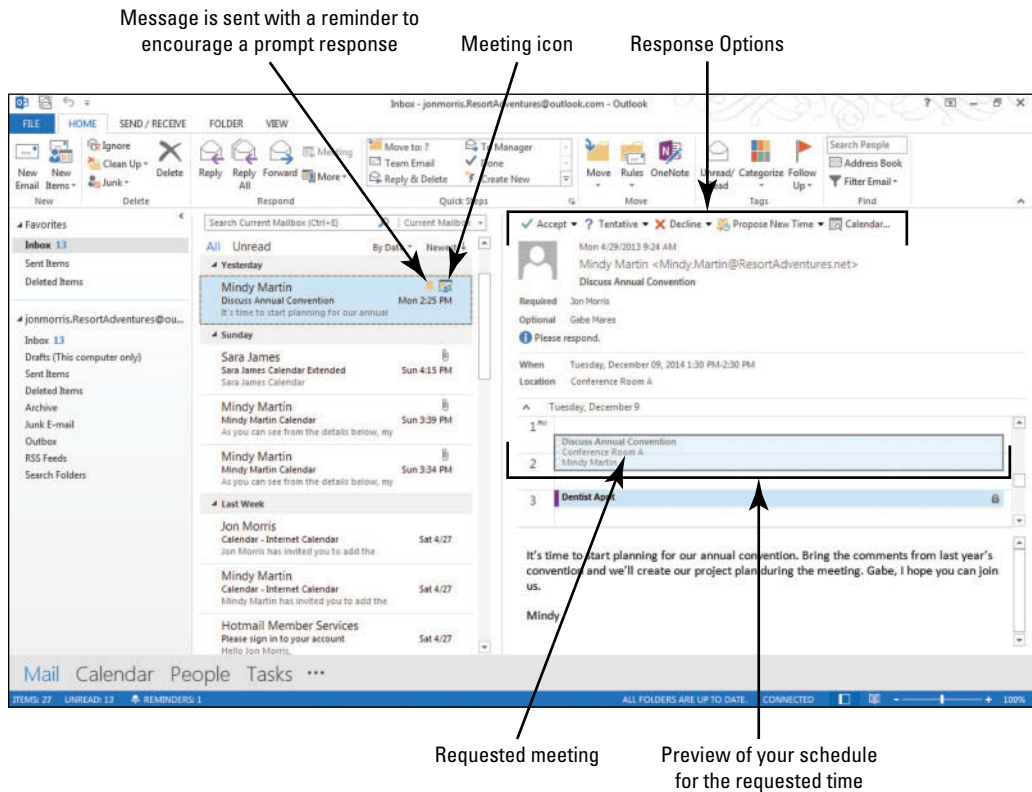 Message is sent with a reminder to
encourage a prompt response
Meeting icon
Response Options
Inbox - jonmorris.ResortAdventures@outlook.com - Outlook
FILE HOME SEND / RECEIVE FOLDER VIEW
New Email
New Items
Ignore
Clean Up
Junk
Delete
Reply
Reply All
Forward
Meeting
More
Move to: ?
Team Email
Reply & Delete
To Manager
Done
Create New
Move
Rules
OneNote
Unread/
Categorize
Follow Up
Search People
Address Book
Filter Email
New Delete Respond Quick Steps Move Tags Find
Favorites
Inbox 13
Sent Items
Deleted Items
jonmorris.ResortAdventures@ou...
Inbox 13
Drafts (This computer only)
Sent Items
Deleted Items
Archive
Junk E-mail
Outbox
RSS Feeds
Search Folders
Search Current Mailbox (Ctrl+E) Current Mailbox
All Unread By Date Newest
Yesterday
Mindy Martin
Discuss Annual Convention Mon 2:25 PM
It's time to start planning for our annual
Sunday
Sara James
Sara James Calendar Extended Sun 4:15 PM
Sara James Calendar
Mindy Martin
Mindy Martin Calendar Sun 3:39 PM
As you can see from the details below, my
Mindy Martin
Mindy Martin Calendar Sun 3:34 PM
As you can see from the details below, my
Last Week
Jon Morris
Calendar - Internet Calendar Sat 4/27
Jon Morris has invited you to add the
Mindy Martin
Calendar - Internet Calendar Sat 4/27
Mindy Martin has invited you to add the
Hotmail Member Services
Please sign in to your account Sat 4/27
Hello Jon Morris,
Accept ? Tentative Decline Propose New Time Calendar...
Mon 4/29/2013 9:24 AM
Mindy Martin <Mindy.Martin@ResortAdventures.net>
Discuss Annual Convention
Required Jon Morris
Optional Gabe Mares
Please respond.
When Tuesday, December 09, 2014 1:30 PM-2:30 PM
Location Conference Room A
Tuesday, December 9
1 PM
Discuss Annual Convention
Conference Room A
2 Mindy Martin
3 Dentist Appt
It's time to start planning for our annual convention. Bring the comments from last year's
convention and we'll create our project plan during the meeting. Gabe, I hope you can join
us.
Mindy
Mail Calendar People Tasks ...
ITEMS: 27 UNREAD: 13 REMINDERS: 1 ALL FOLDERS ARE UP TO DATE. CONNECTED 100%
Requested meeting
Preview of your schedule
for the requested time